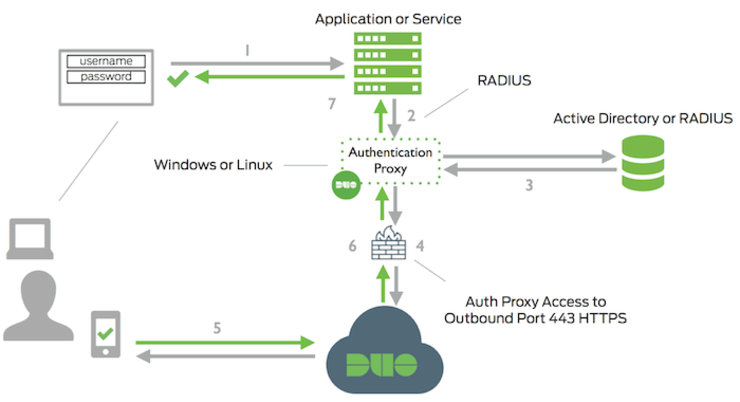 Application or Service
username
password
1
7
2
RADIUS
Active Directory or RADIUS
Windows or Linux
Authentication
Proxy
DUO
3
6
4
Auth Proxy Access to
Outbound Port 443 HTTPS
5
DUO